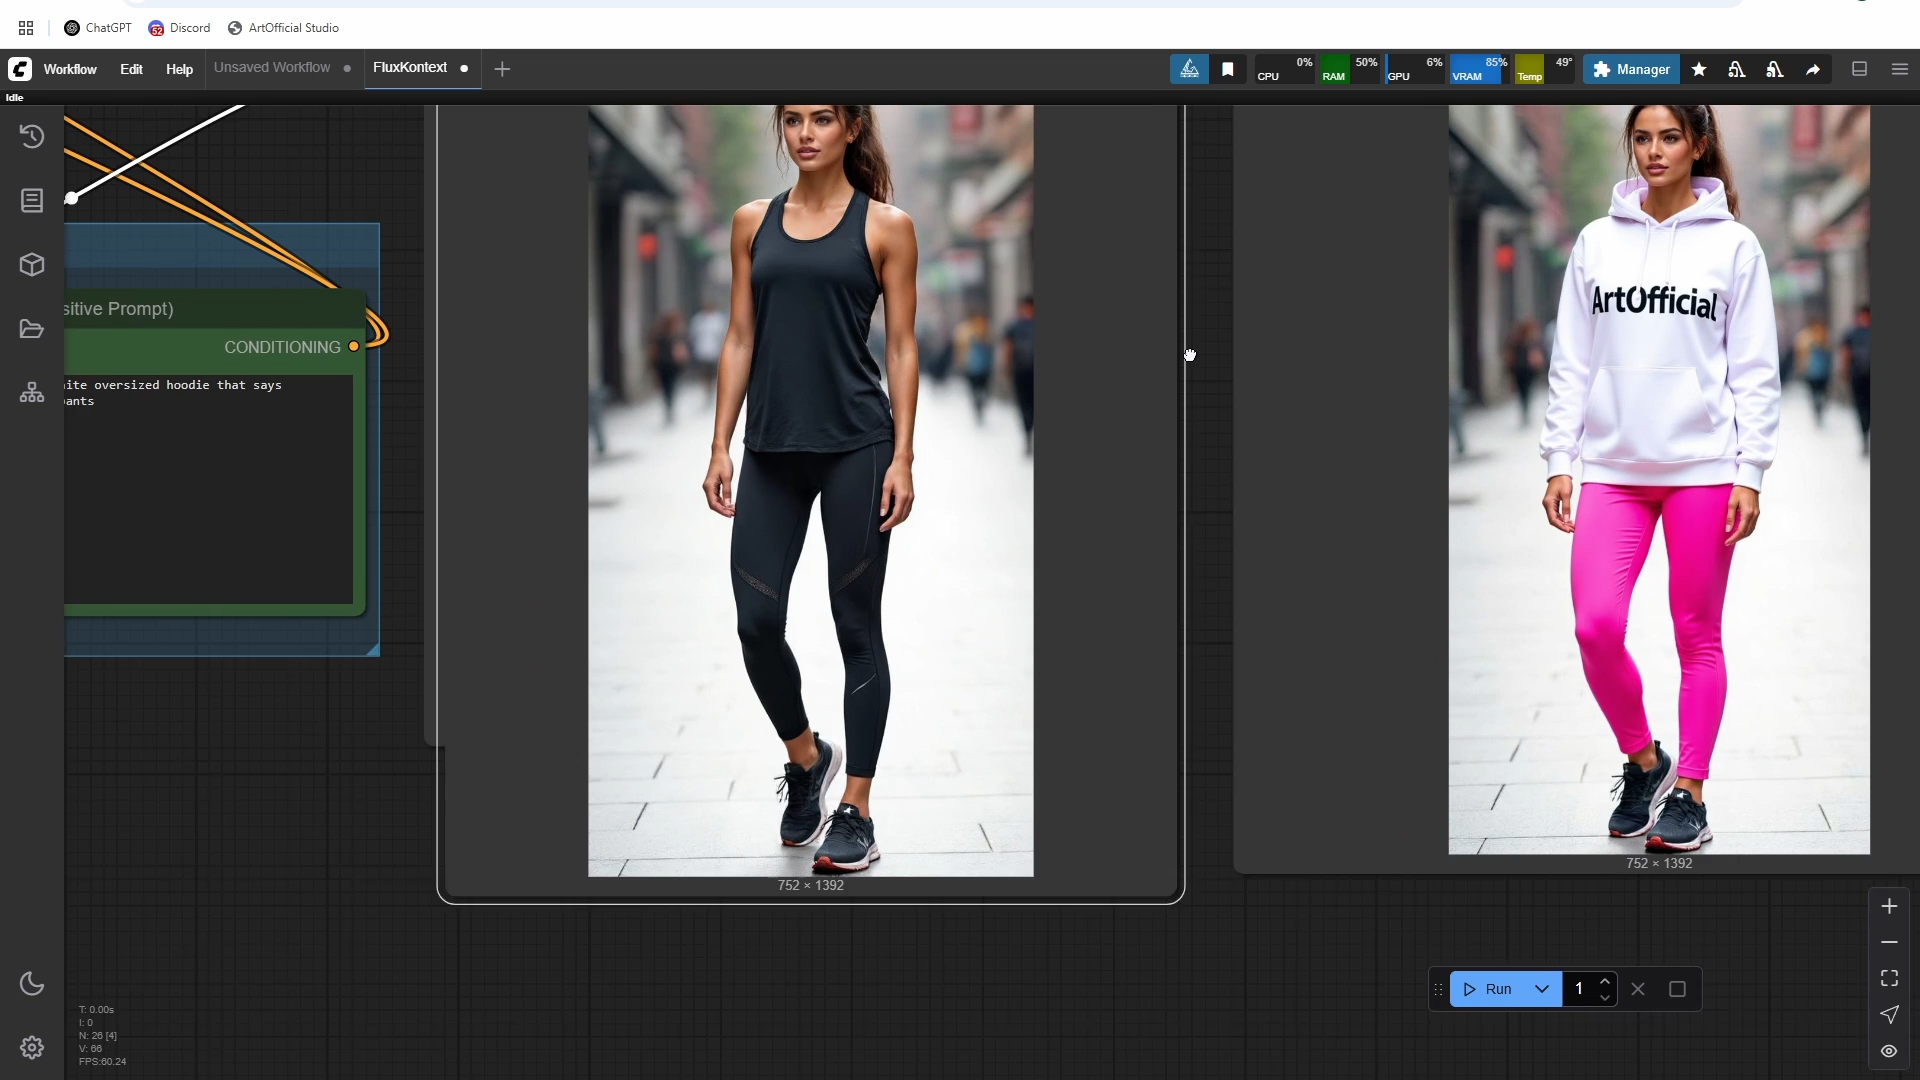 ChatGPT
52
Discord
ArtOfficial Studio
Workflow
Edit
Help
Unsaved Workflow
FluxKontext
CPU
0%
RAM
50%
GPU
6%
VRAM
85%
Temp
49°
Manager
Idle
sitive Prompt)
CONDITIONING
ite oversized hoodie that says
pants
ArtOfficial
752 × 1392
752 × 1392
Run
1
T: 0.00s
I: 0
N: 26 [4]
V: 66
FPS:60.24